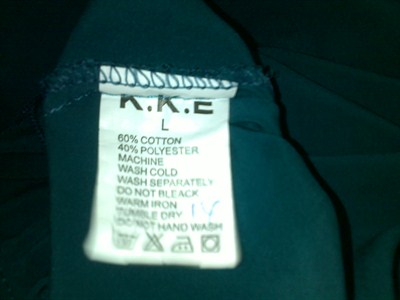 K.K.E
L
60% COTTON
40% POLYESTER
MACHINE
WASH COLD
WASH SEPARATELY
DO NOT BLEACK
WARM IRON
TUMBLE DRY
DO NOT HAND WASH